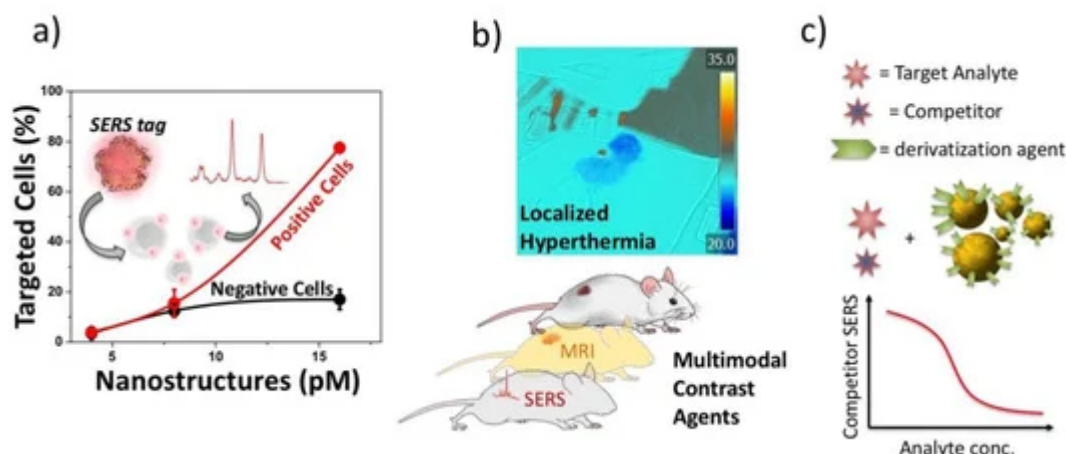 a)
Targeted Cells (%)
100
80
60
40
20
0
SERS tag
Positive Cells
Negative Cells
5
10
15
Nanostructures (pM)
b)
35.0
Localized
Hyperthermia
20.0
MRI
SERS
Multimodal
Contrast
Agents
c)
= Target Analyte
= Competitor
= derivatization agent
+
Competitor SERS
Analyte conc.